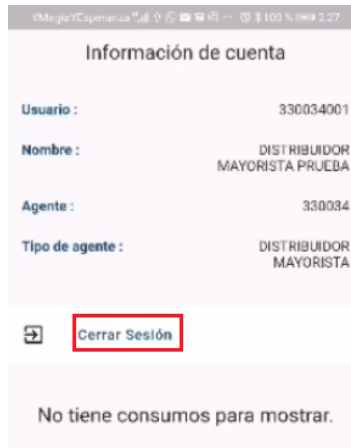 Información de cuenta
Usuario :
330034001
Nombre :
DISTRIBUIDOR
MAYORISTA PRUEBA
Agente :
330034
Tipo de agente :
DISTRIBUIDOR
MAYORISTA
Cerrar Sesión
No tiene consumos para mostrar.